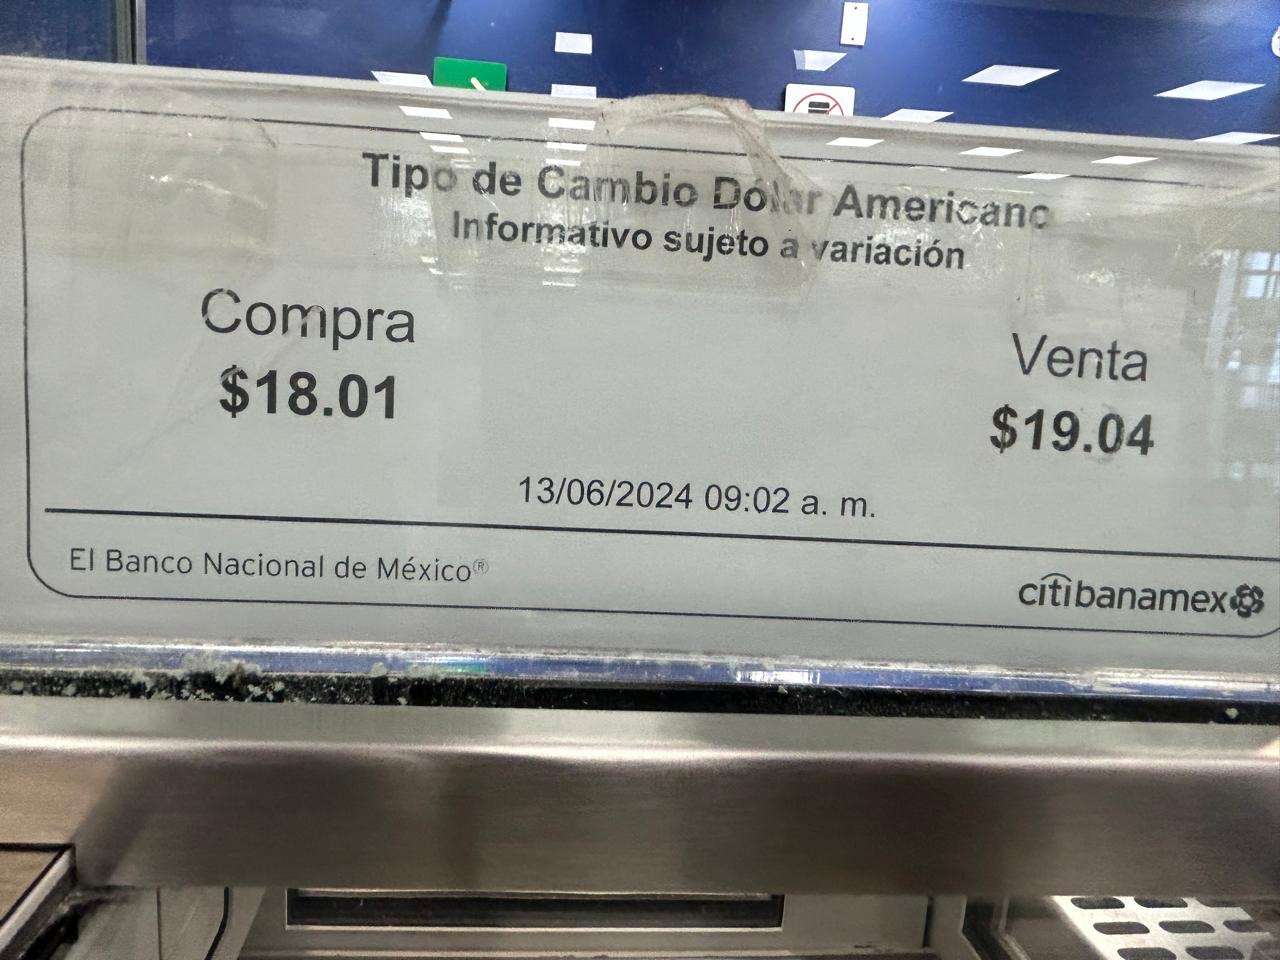 Tipo de Cambio Dólar Americano
Informativo sujeto a variación
Compra
$18.01
Venta
$19.04
13/06/2024 09:02 a. m.
El Banco Nacional de México®
citibanamex